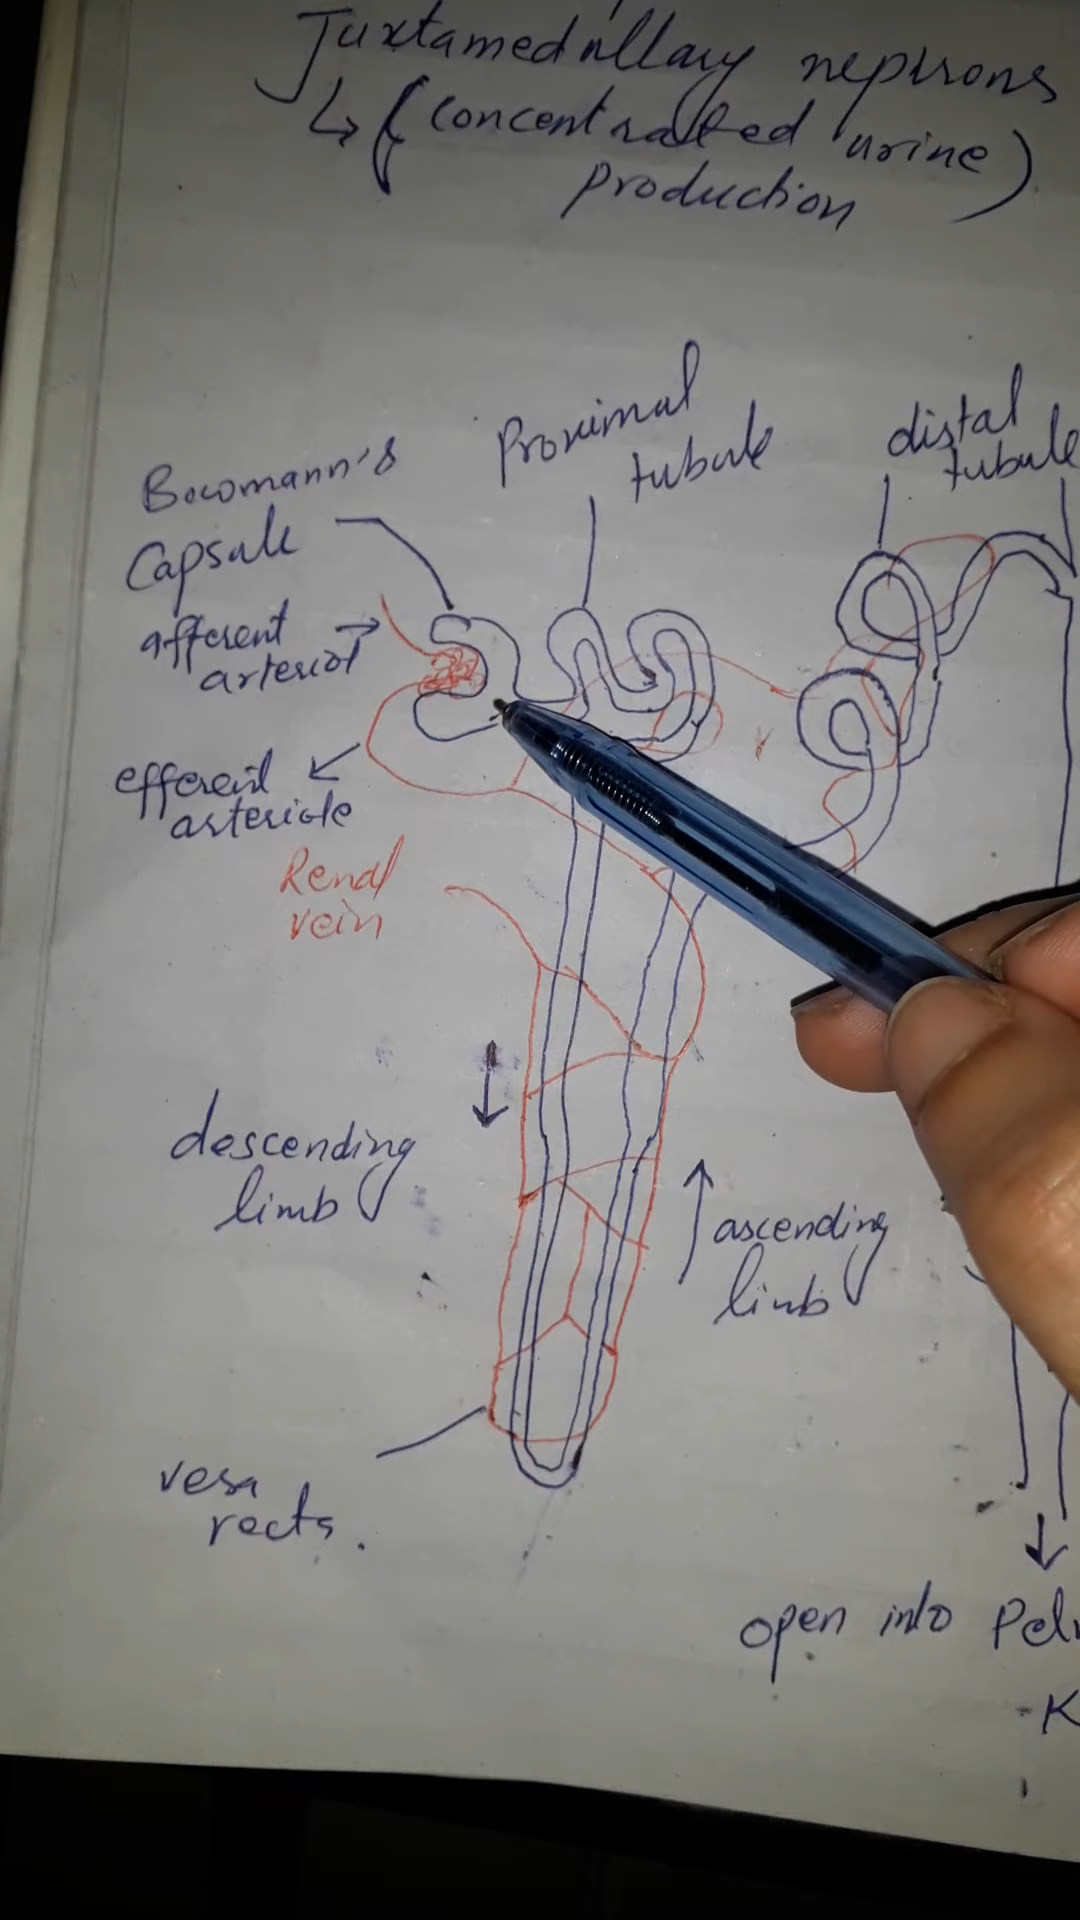 Juxtamedullary nephrons
(concentrated urine)
production
Proximal
tubule
distal
tubule
Bowmann's
Capsule
afferent
arteriol
efferent
arteriole
Renal
vein
descending
limb
ascending
limb
vesa
recta.
open into Pelv
- K